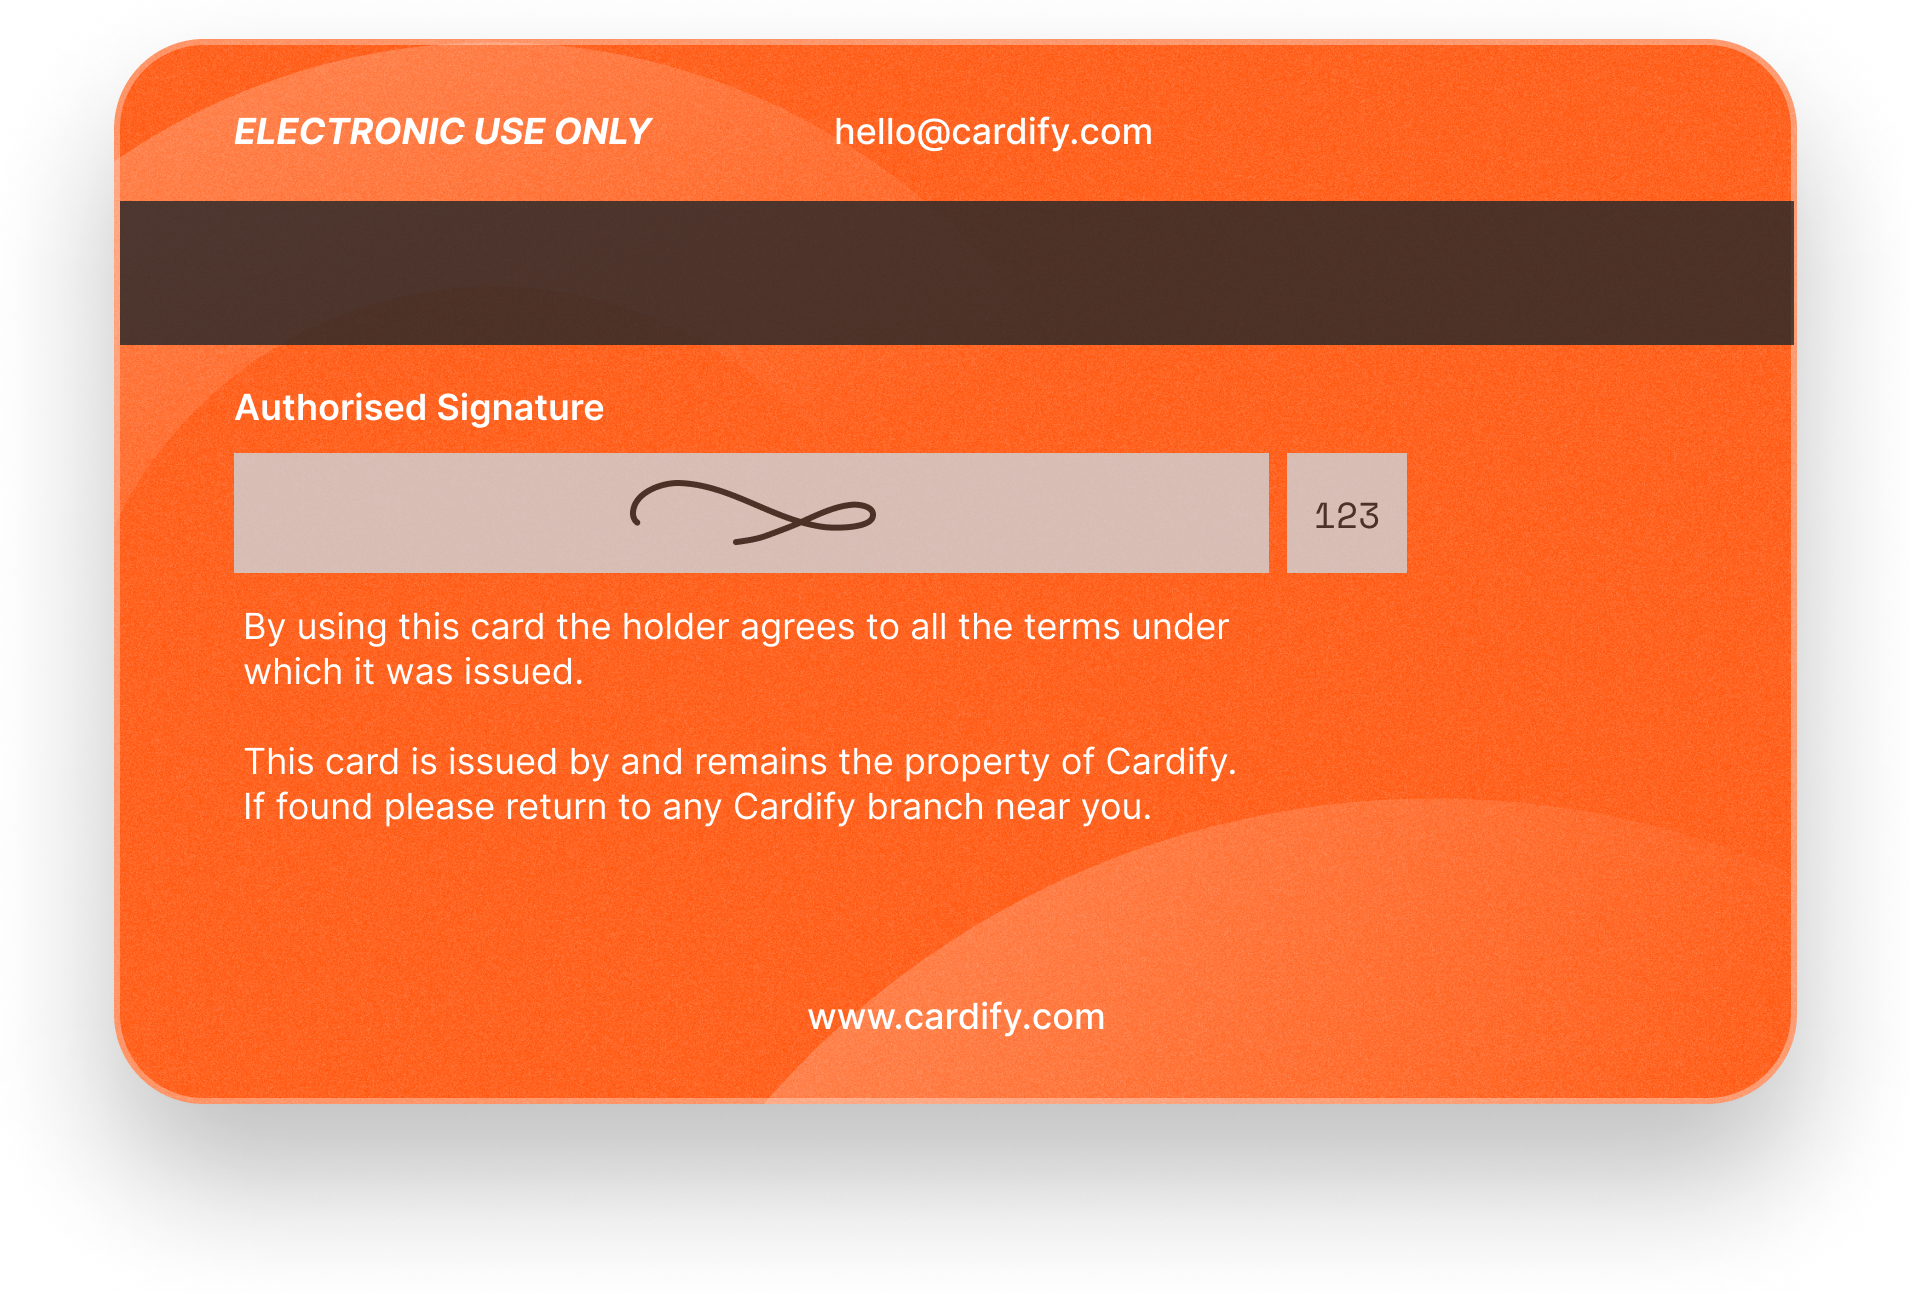 ELECTRONIC USE ONLY
hello@cardify.com
Authorised Signature
123
By using this card the holder agrees to all the terms under
which it was issued.
This card is issued by and remains the property of Cardify.
If found please return to any Cardify branch near you.
www.cardify.com